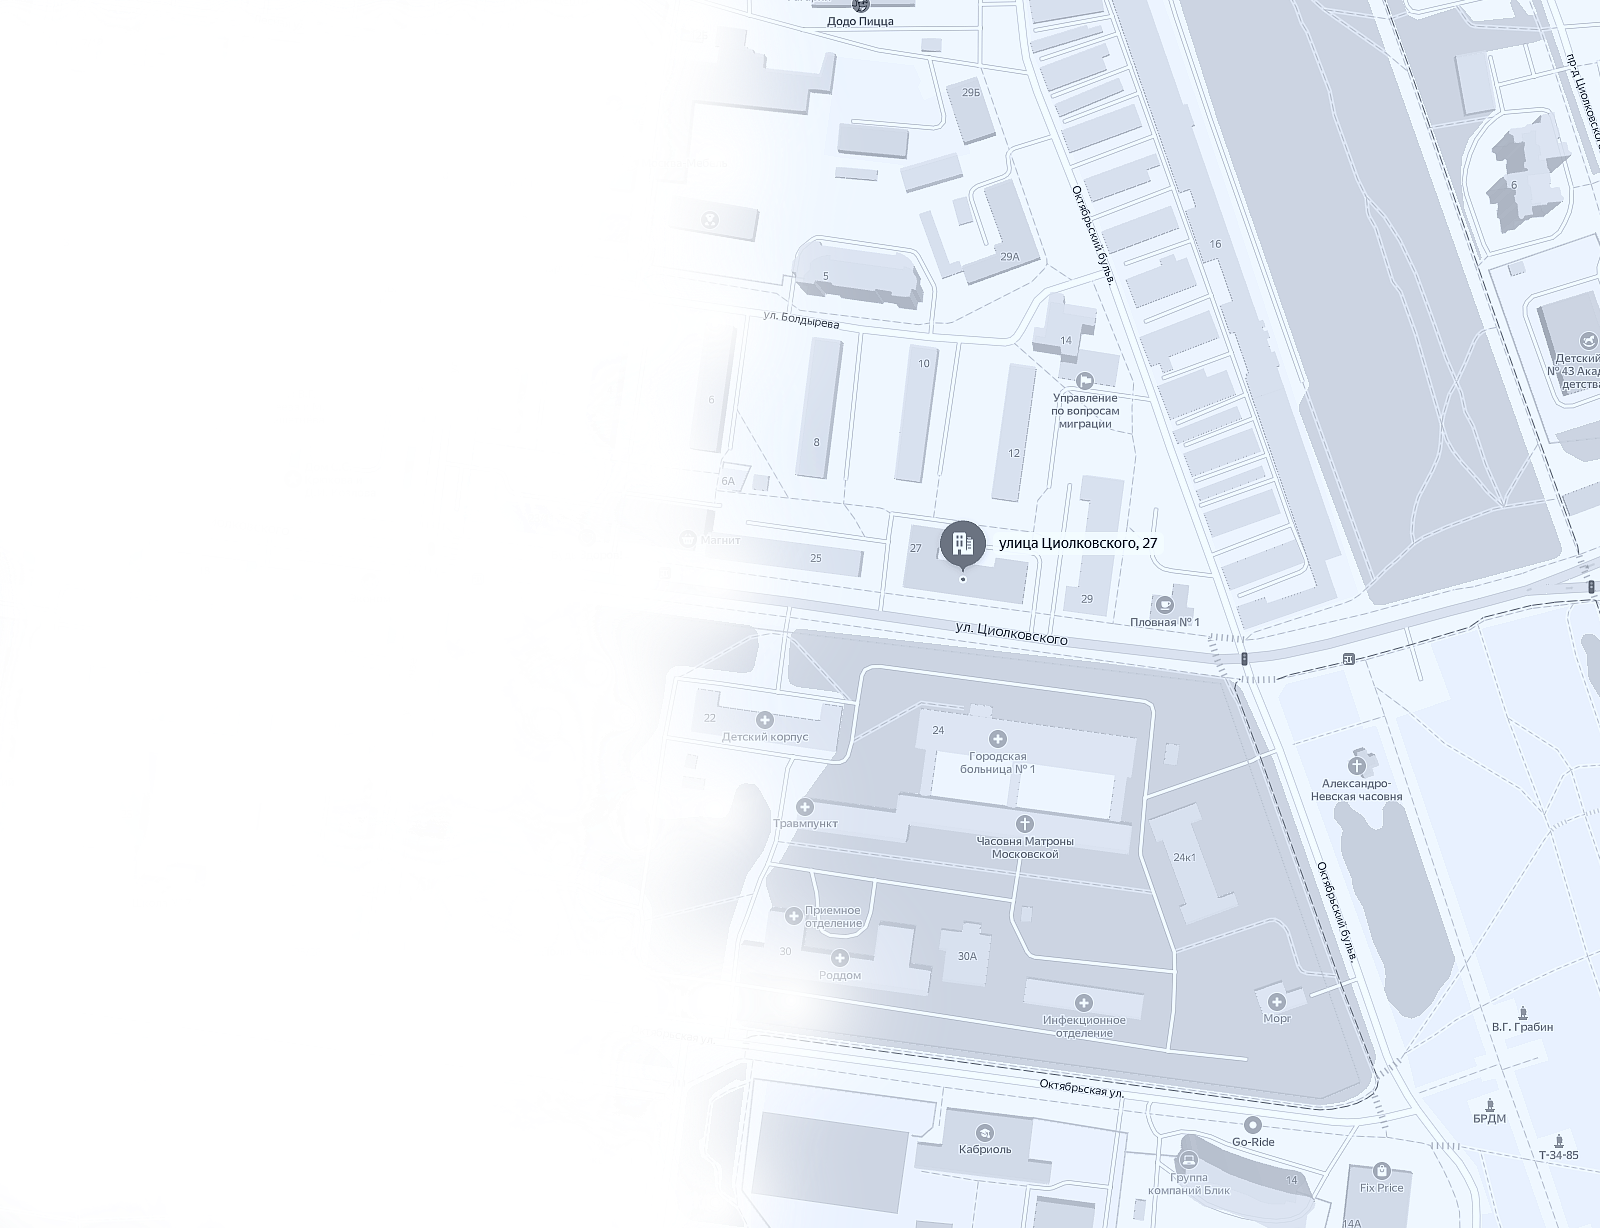 Додо Пицца
пр-д Циолковского
29Б
6
Октябрьский бульв.
16
29А
5
ул. Болдырева
14
Детский
№ 43 Акад
детства
10
Управление
по вопросам
миграции
6
8
12
6А
Магнит
25
27
улица Циолковского, 27
29
Пловная № 1
ул. Циолковского
22
Детский корпус
24
Городская
больница № 1
Александро-
Невская часовня
Травмпункт
Часовня Матроны
Московской
24к1
Октябрьский бульв.
Приемное
отделение
30
30А
Роддом
Инфекционное
отделение
Морг
В.Г. Грабин
Октябрьская ул.
БРДМ
Go-Ride
Кабриоль
Т-34-85
Группа
компаний Блик
14
Fix Price
14А